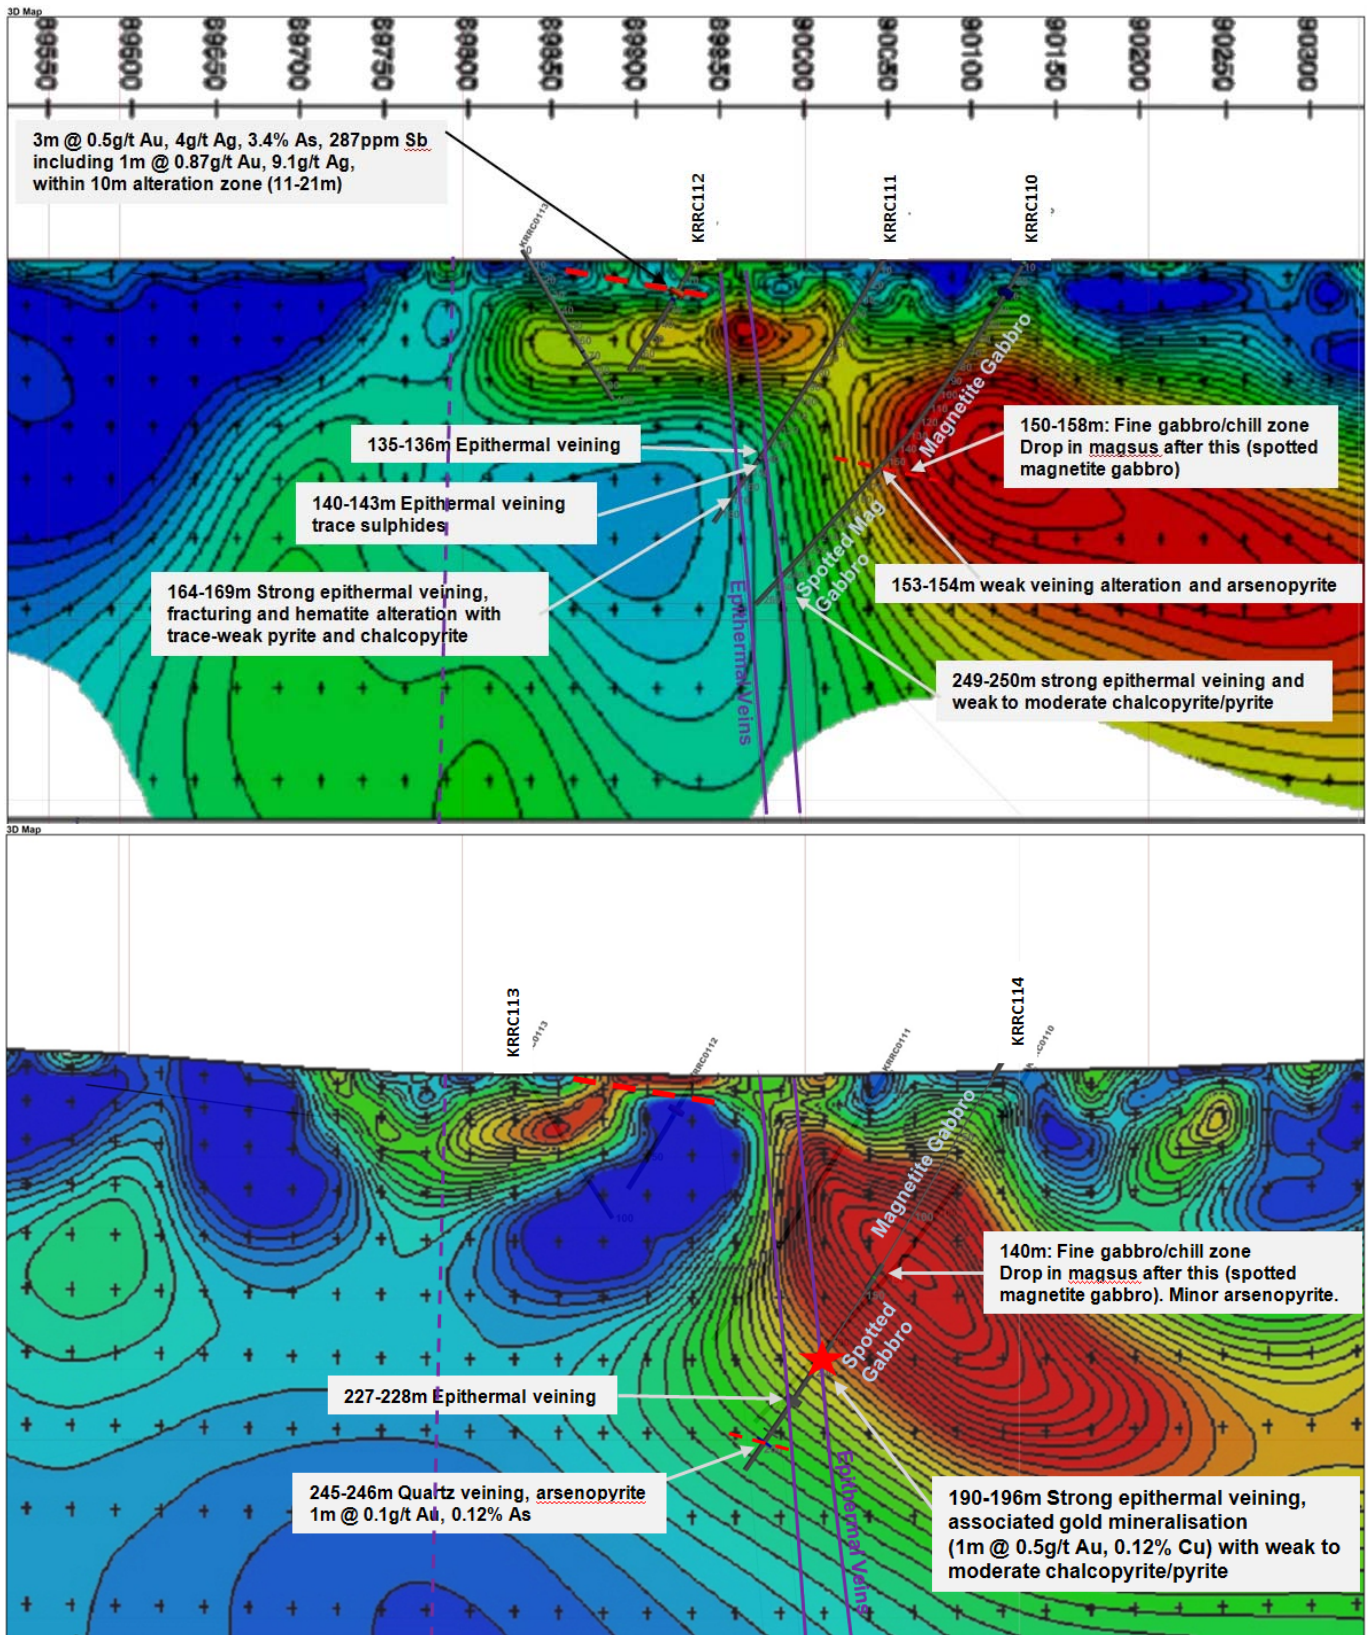 3D Map
89550 89600 89650 89700 89750 89800 89850 89900 89950 90000 90050 90100 90150 90200 90250 90300
3m @ 0.5g/t Au, 4g/t Ag, 3.4% As, 287ppm Sb
including 1m @ 0.87g/t Au, 9.1g/t Ag,
within 10m alteration zone (11-21m)
KRRC0113
KRRC112
KRRC111
KRRC110
Magnetite Gabbro
150-158m: Fine gabbro/chill zone
Drop in magsus after this (spotted
magnetite gabbro)
135-136m Epithermal veining
140-143m Epithermal veining
trace sulphides
Spotted Mag
Gabbro
153-154m weak veining alteration and arsenopyrite
164-169m Strong epithermal veining,
fracturing and hematite alteration with
trace-weak pyrite and chalcopyrite
Epithermal Veins
249-250m strong epithermal veining and
weak to moderate chalcopyrite/pyrite
3D Map
KRRC113
0113
KRRC0112
KRRC0111
KRRC114
C0110
Magnetite Gabbro
50
100
100
150
140m: Fine gabbro/chill zone
Drop in magsus after this (spotted
magnetite gabbro). Minor arsenopyrite.
Spotted
Gabbro
227-228m Epithermal veining
245-246m Quartz veining, arsenopyrite
1m @ 0.1g/t Au, 0.12% As
Epithermal Veins
190-196m Strong epithermal veining,
associated gold mineralisation
(1m @ 0.5g/t Au, 0.12% Cu) with weak to
moderate chalcopyrite/pyrite